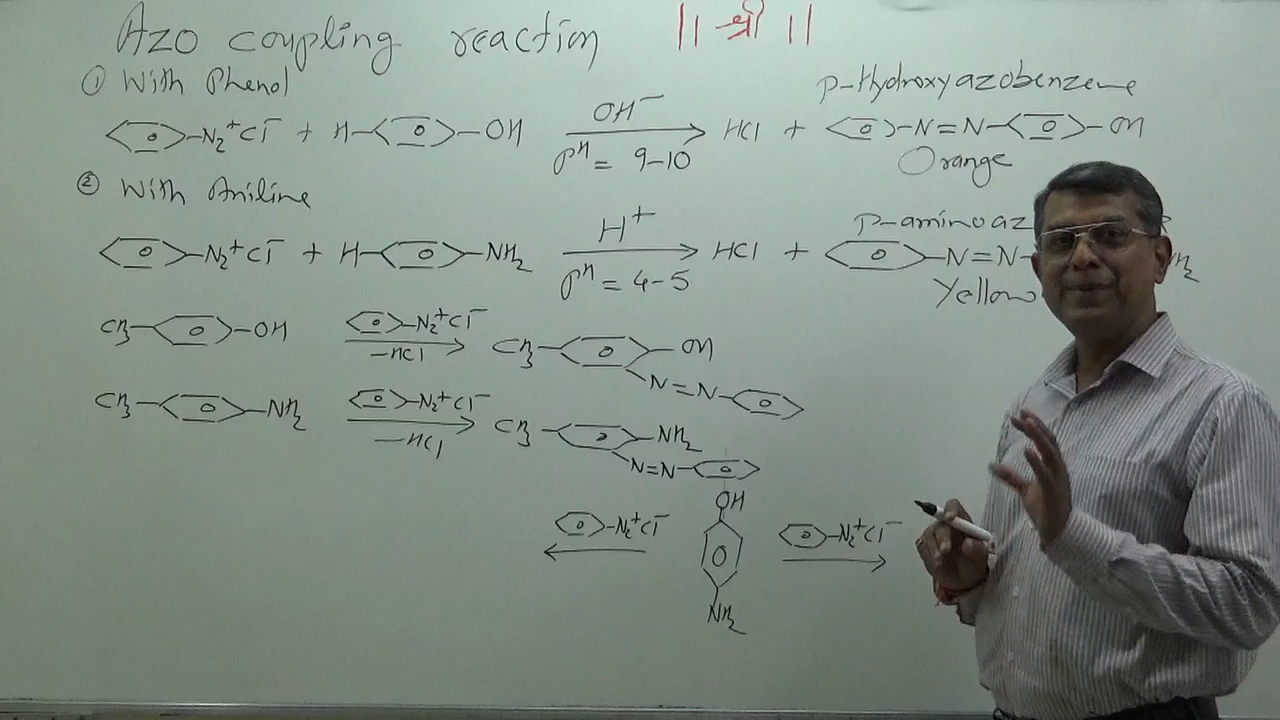 Azo coupling reaction || श्री ||
① With Phenol
p-Hydroxyazobenzene
N₂⁺Cl⁻ + H OH OH⁻ pH = 9-10 HCl + N=N OH
Orange
② With Aniline
p-aminoaz
N₂⁺Cl⁻ + H NH₂ H⁺ pH = 4-5 HCl + N=N
Yellow
CH₃ OH N₂⁺Cl⁻ -HCl CH₃ OH
N=N
CH₃ NH₂ N₂⁺Cl⁻ -HCl CH₃ NH₂
N=N
OH
N₂⁺Cl⁻ N₂⁺Cl⁻
NH₂